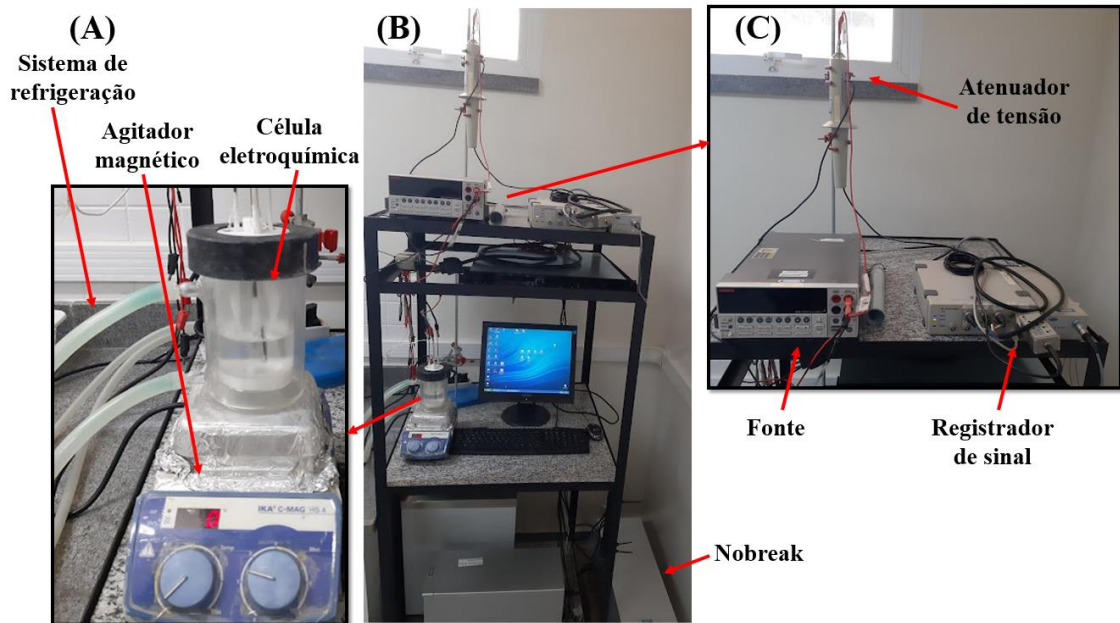 (A)
Sistema de
refrigeração
Agitador
magnético
Célula
eletroquímica
IKA® C-MAG HS 4
(B)
Nobreak
(C)
Atenuador
de tensão
Fonte
Registrador
de sinal